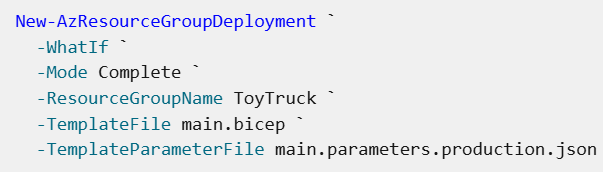 New-AzResourceGroupDeployment `
  -WhatIf `
  -Mode Complete `
  -ResourceGroupName ToyTruck `
  -TemplateFile main.bicep `
  -TemplateParameterFile main.parameters.production.json